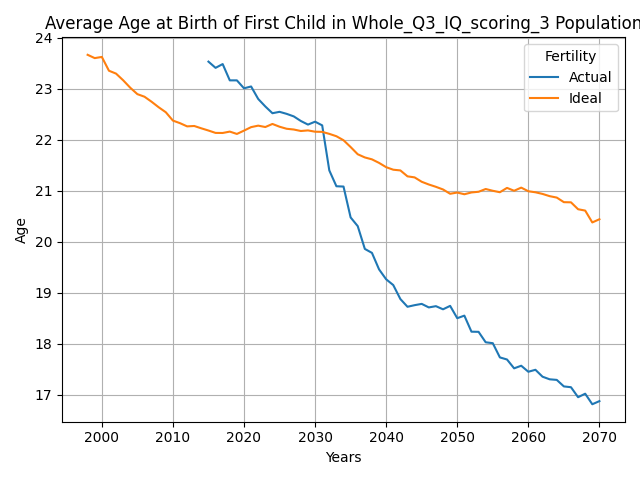 Average Age at Birth of First Child in Whole_Q3_IQ_scoring_3 Population
Fertility
Actual
Ideal
Age
24
23
22
21
20
19
18
17
2000 2010 2020 2030 2040 2050 2060 2070
Years